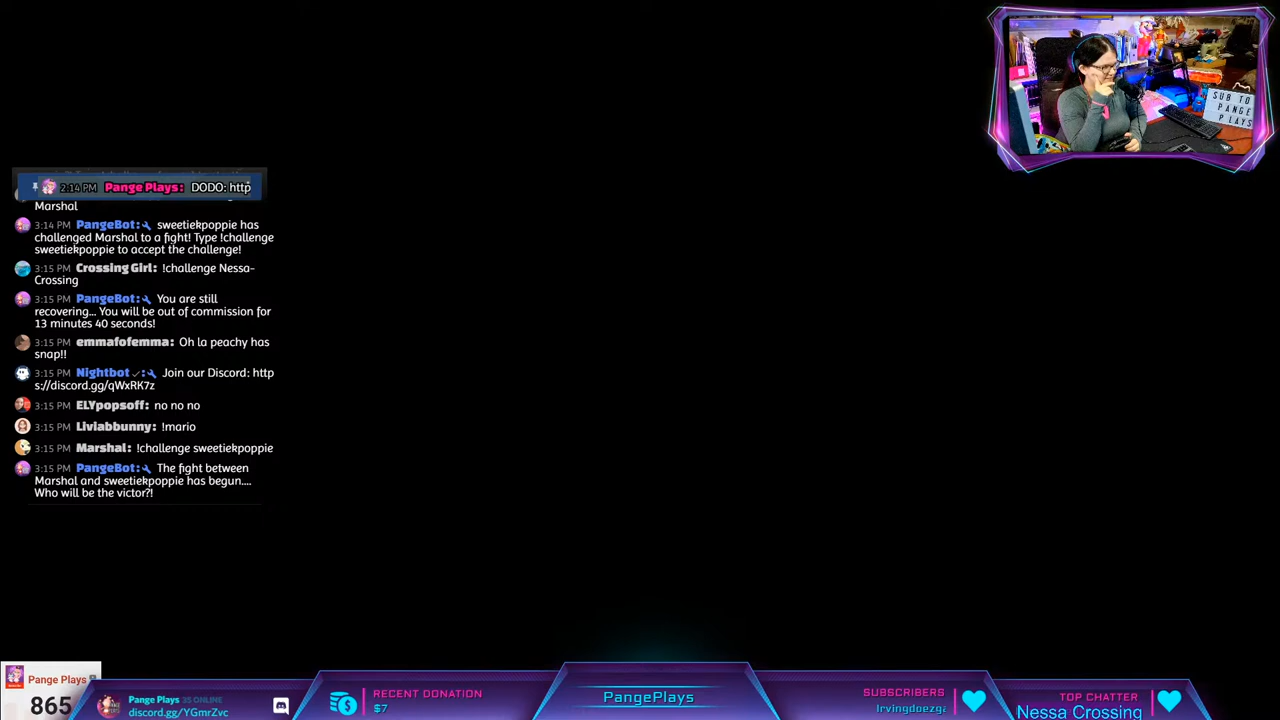 SUB TO
PANGE
PLAYS
2:14 PM Pange Plays: DODO: http
Marshal
3:14 PM PangeBot: sweetiekpoppie has
challenged Marshal to a fight! Type !challenge
sweetiekpoppie to accept the challenge!
3:15 PM Crossing Girl: !challenge Nessa-
Crossing
3:15 PM PangeBot: You are still
recovering... You will be out of commission for
13 minutes 40 seconds!
3:15 PM emmafofemma: Oh la peachy has
snap!!
3:15 PM Nightbot: Join our Discord: http
s://discord.gg/qWxRK7z
3:15 PM ELYpopsoff: no no no
3:15 PM Liviabbunny: !mario
3:15 PM Marshal: !challenge sweetiekpoppie
3:15 PM PangeBot: The fight between
Marshal and sweetiekpoppie has begun....
Who will be the victor?!
Pange Plays
865
Pange Plays 35 ONLINE
discord.gg/YGmrZvc
RECENT DONATION
$7
PangePlays
SUBSCRIBERS
Irvingdoezga
TOP CHATTER
Nessa Crossing